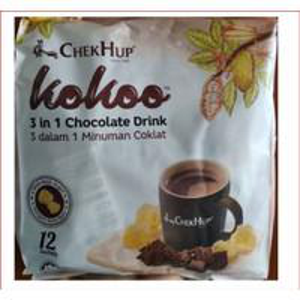 CHEKHUP
kokoo
3 in 1 Chocolate Drink
3 dalam 1 Minuman Coklat
CHEKHUP
12